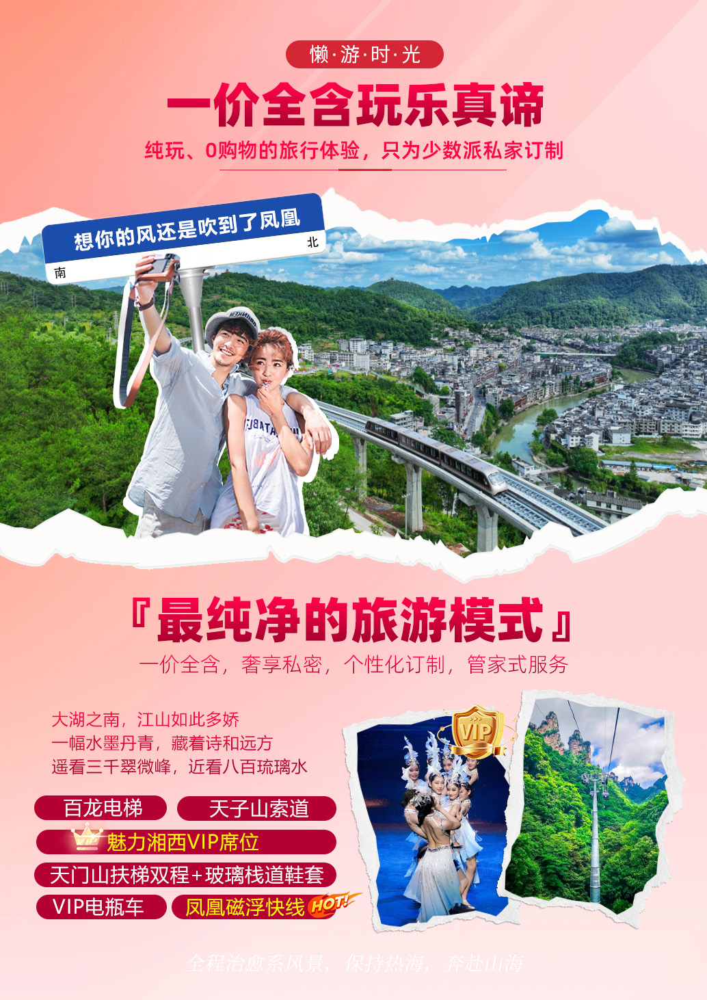 懒·游·时·光
一价全含玩乐真谛
纯玩、0购物的旅行体验，只为少数派私家订制
想你的风还是吹到了凤凰
南 北
『最纯净的旅游模式』
一价全含，奢享私密，个性化订制，管家式服务
大湖之南，江山如此多娇
一幅水墨丹青，藏着诗和远方
遥看三千翠微峰，近看八百琉璃水
VIP
百龙电梯 天子山索道
VIP 魅力湘西VIP席位
天门山扶梯双程+玻璃栈道鞋套
VIP电瓶车 凤凰磁浮快线 HOT!
全程治愈系风景，保持热海，奔赴山海